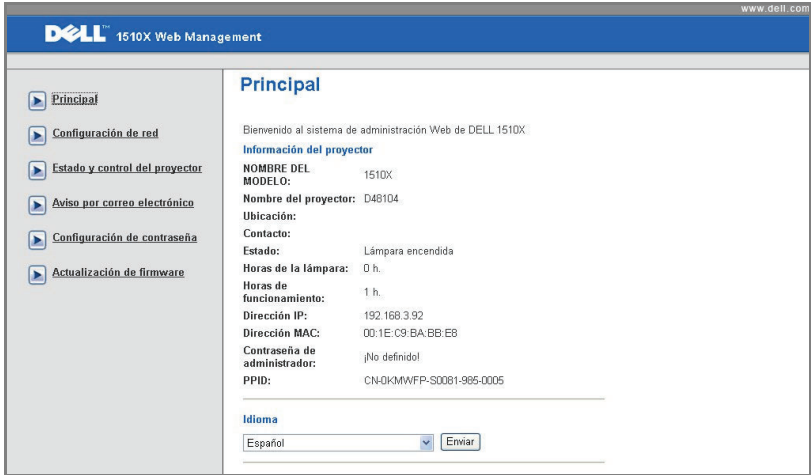 www.dell.com
DELL™ 1510X Web Management
Principal
Configuración de red
Estado y control del proyector
Aviso por correo electrónico
Configuración de contraseña
Actualización de firmware
Principal
Bienvenido al sistema de administración Web de DELL 1510X
Información del proyector
NOMBRE DEL
MODELO: 1510X
Nombre del proyector: D48104
Ubicación:
Contacto:
Estado: Lámpara encendida
Horas de la lámpara: 0 h.
Horas de
funcionamiento: 1 h.
Dirección IP: 192.168.3.92
Dirección MAC: 00:1E:C9:BA:BB:E8
Contraseña de
administrador: ¡No definido!
PPID: CN-0KMWFP-S0081-985-0005
Idioma
Español
Enviar